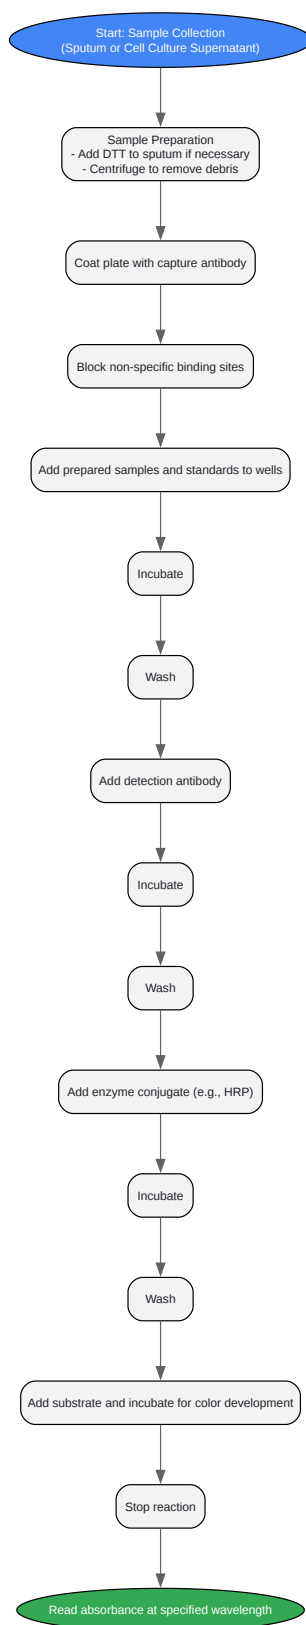 Start: Sample Collection
(Sputum or Cell Culture Supernatant)
Sample Preparation
- Add DTT to sputum if necessary
- Centrifuge to remove debris
Coat plate with capture antibody
Block non-specific binding sites
Add prepared samples and standards to wells
Incubate
Wash
Add detection antibody
Incubate
Wash
Add enzyme conjugate (e.g., HRP)
Incubate
Wash
Add substrate and incubate for color development
Stop reaction
Read absorbance at specified wavelength